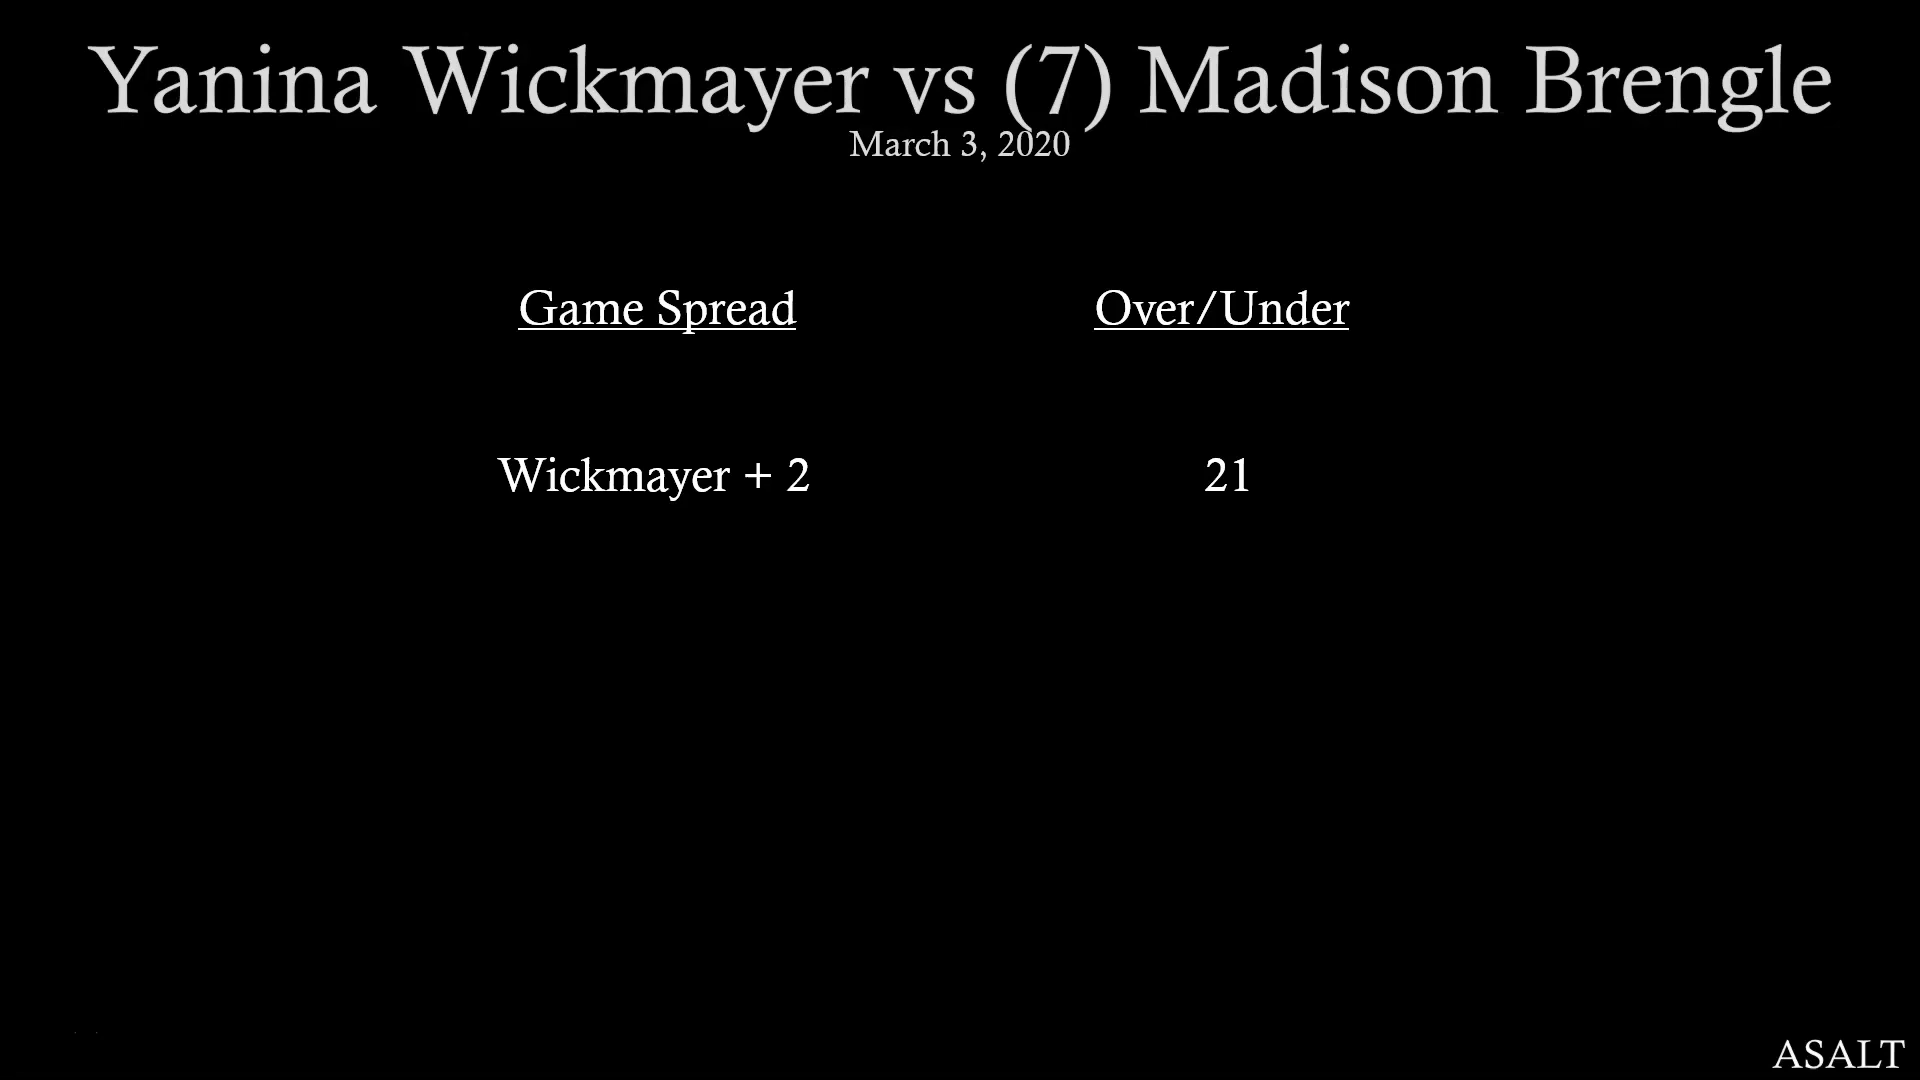 Yanina Wickmayer vs (7) Madison Brengle
March 3, 2020
Game Spread Over/Under
Wickmayer + 2 21
ASALT